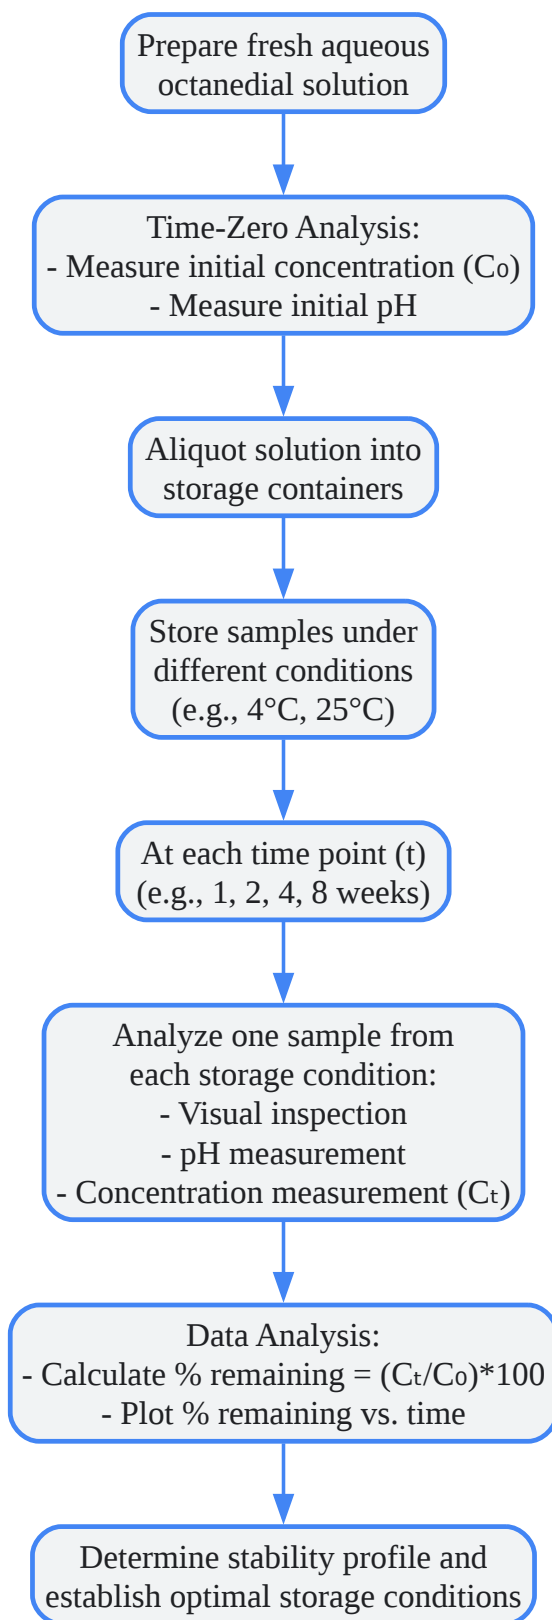 Prepare fresh aqueous
octanedial solution
Time-Zero Analysis:
- Measure initial concentration (C₀)
- Measure initial pH
Aliquot solution into
storage containers
Store samples under
different conditions
(e.g., 4°C, 25°C)
At each time point (t)
(e.g., 1, 2, 4, 8 weeks)
Analyze one sample from
each storage condition:
- Visual inspection
- pH measurement
- Concentration measurement (Cₜ)
Data Analysis:
- Calculate % remaining = (Cₜ/C₀)*100
- Plot % remaining vs. time
Determine stability profile and
establish optimal storage conditions